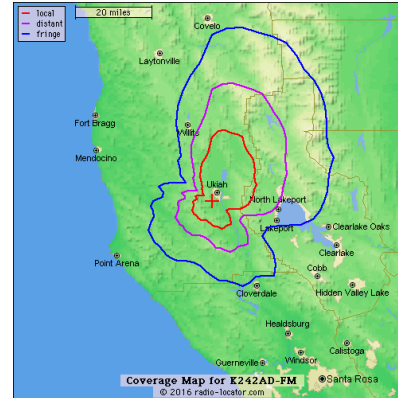 local
distant
fringe
20 miles
Covelo
Laytonville
Fort Bragg
Willits
Mendocino
Ukiah
North Lakeport
Lakeport
Clearlake Oaks
Clearlake
Point Arena
Cobb
Cloverdale
Hidden Valley Lake
Healdsburg
Calistoga
Windsor
Guerneville
Santa Rosa
Coverage Map for K242AD-FM
© 2016 radio-locator.com